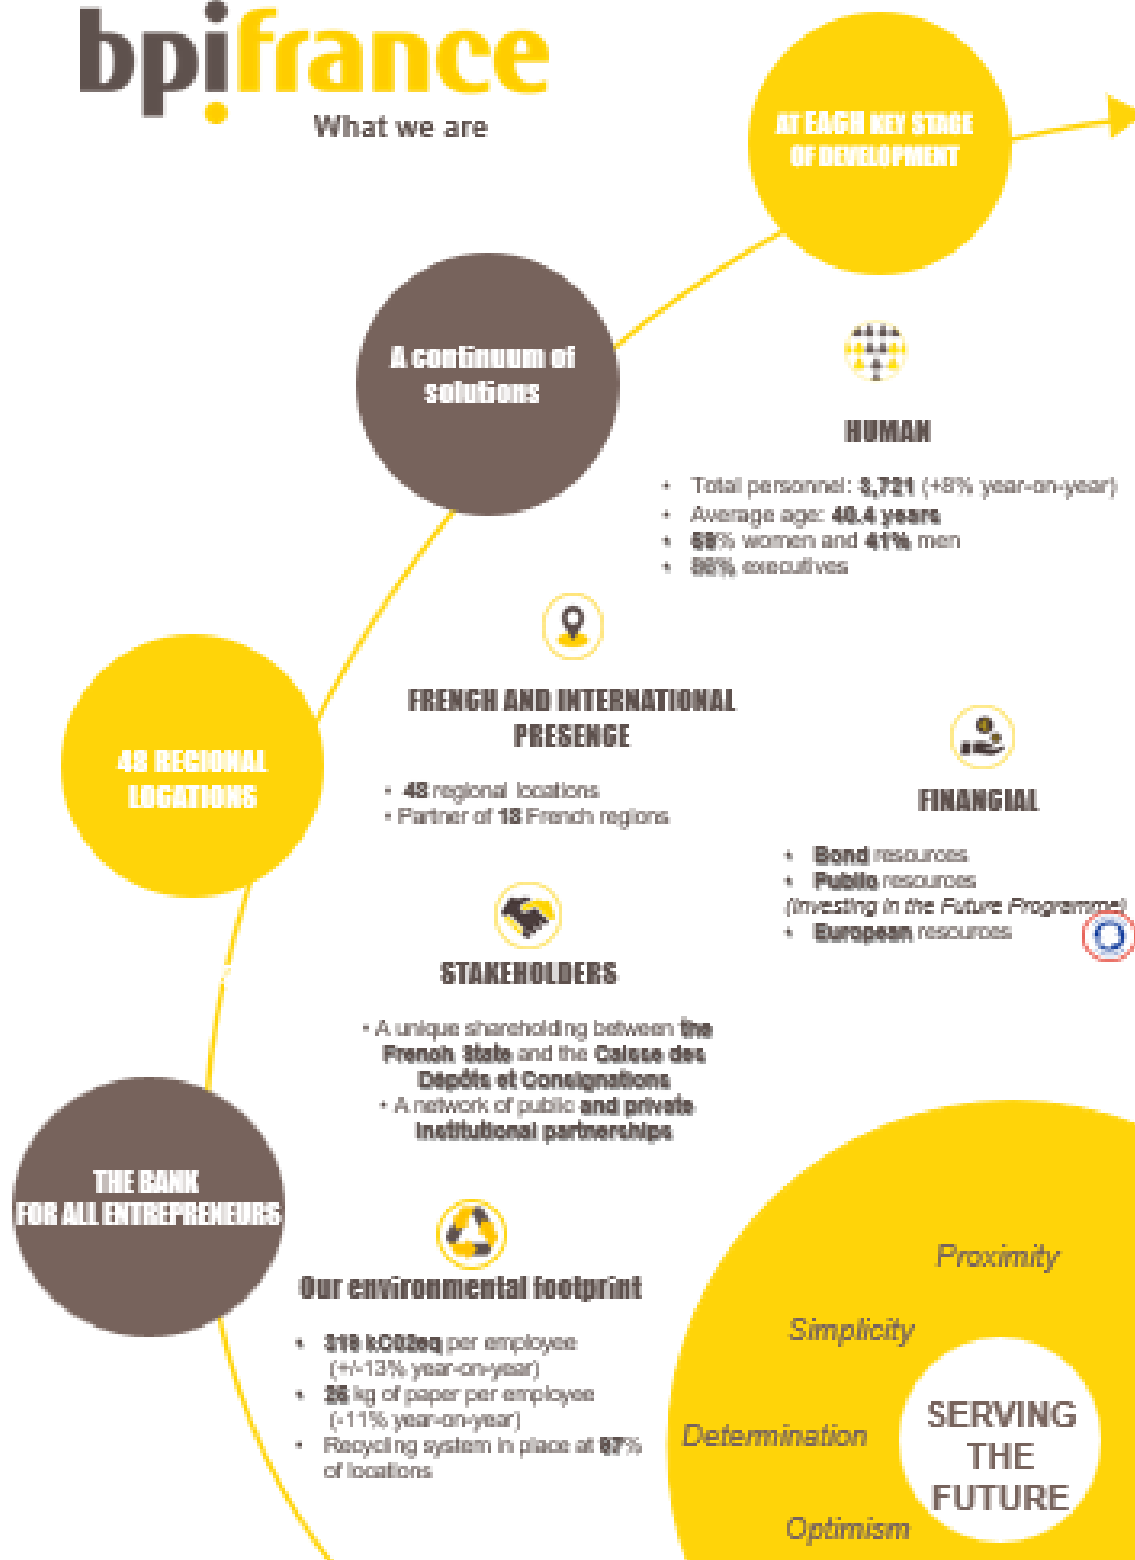 bpifrance
What we are
AT EACH KEY STAGE
OF DEVELOPMENT
A continuum of
solutions
HUMAN
• Total personnel: 3,721 (+8% year-on-year)
• Average age: 40.4 years
• women and 41% men
• executives
FRENCH AND INTERNATIONAL
PRESENCE
• 48 regional locations
• Partner of 18 French regions
48 REGIONAL
LOCATIONS
FINANCIAL
• Bond resources
• Public resources
(Investing in the Future Programme)
• European resources
STAKEHOLDERS
• A unique shareholding between the
French State and the Caisse des
Dépôts et Consignations
• A network of public and private
institutional partnerships
THE BANK
FOR ALL ENTREPRENEURS
Our environmental footprint
• kCO2eq per employee
(+/-13% year-on-year)
• kg of paper per employee
(-11% year-on-year)
• Recycling system in place at
of locations
Proximity
Simplicity
Determination
Optimism
SERVING
THE
FUTURE